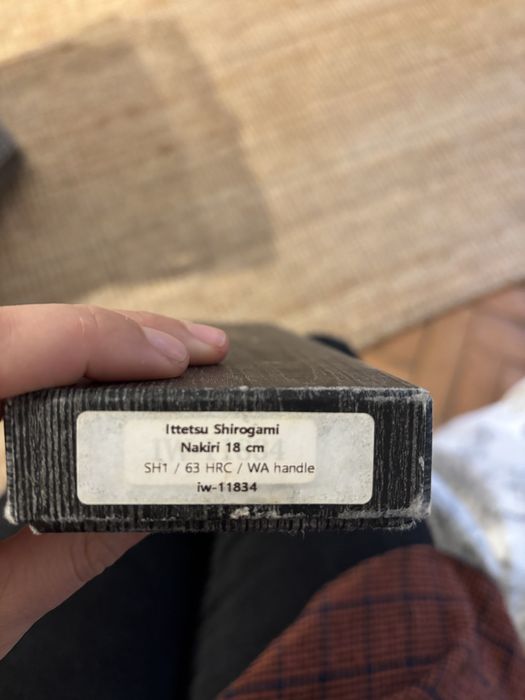 Ittetsu Shirogami
Nakiri 18 cm
SH1 / 63 HRC / WA handle
iw-11834